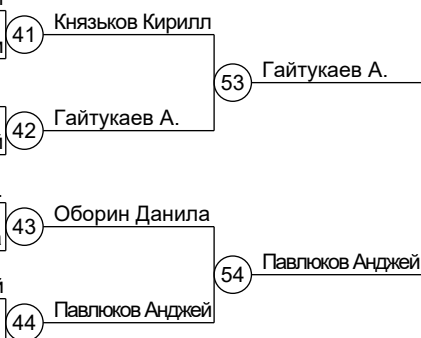 41
Князьков Кирилл
53
Гайтукаев А.
42
Гайтукаев А.
43
Оборин Данила
54
Павлюков Анджей
44
Павлюков Анджей